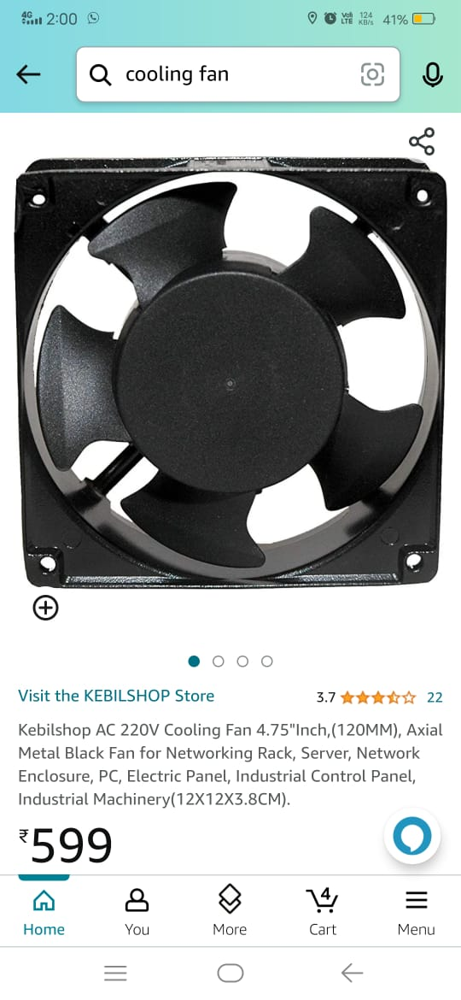 4G 2:00 Vo) LTE 124 KB/s 41%
cooling fan
Visit the KEBILSHOP Store 3.7 22
Kebilshop AC 220V Cooling Fan 4.75"Inch,(120MM), Axial
Metal Black Fan for Networking Rack, Server, Network
Enclosure, PC, Electric Panel, Industrial Control Panel,
Industrial Machinery(12X12X3.8CM).
₹599
4
Home You More Cart Menu